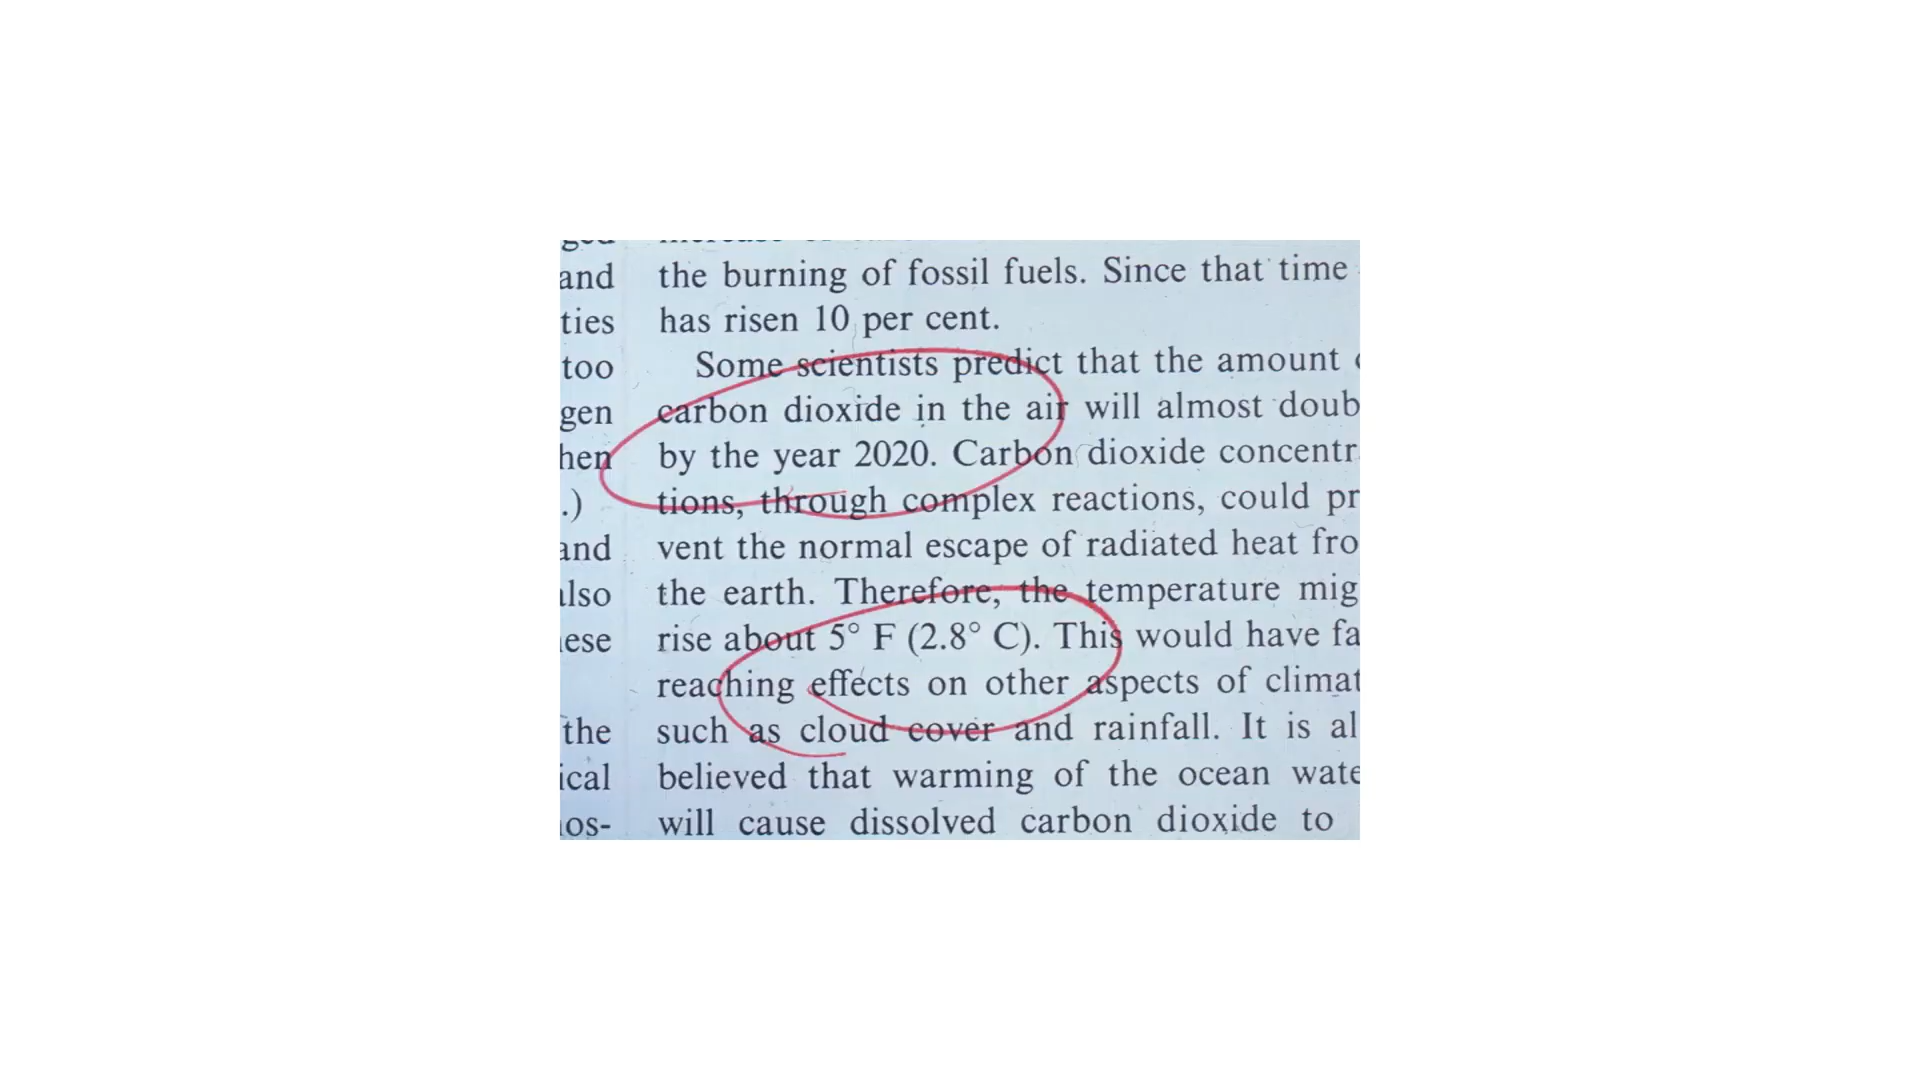 and
ties
too
gen
hen
.)
and
also
hese
the
ical
os-
the burning of fossil fuels. Since that time
has risen 10 per cent.
Some scientists predict that the amount
carbon dioxide in the air will almost doub
by the year 2020. Carbon dioxide concentr
tions, through complex reactions, could pr
vent the normal escape of radiated heat fro
the earth. Therefore, the temperature mig
rise about 5° F (2.8° C). This would have fa
reaching effects on other aspects of climat
such as cloud cover and rainfall. It is al
believed that warming of the ocean wate
will cause dissolved carbon dioxide to